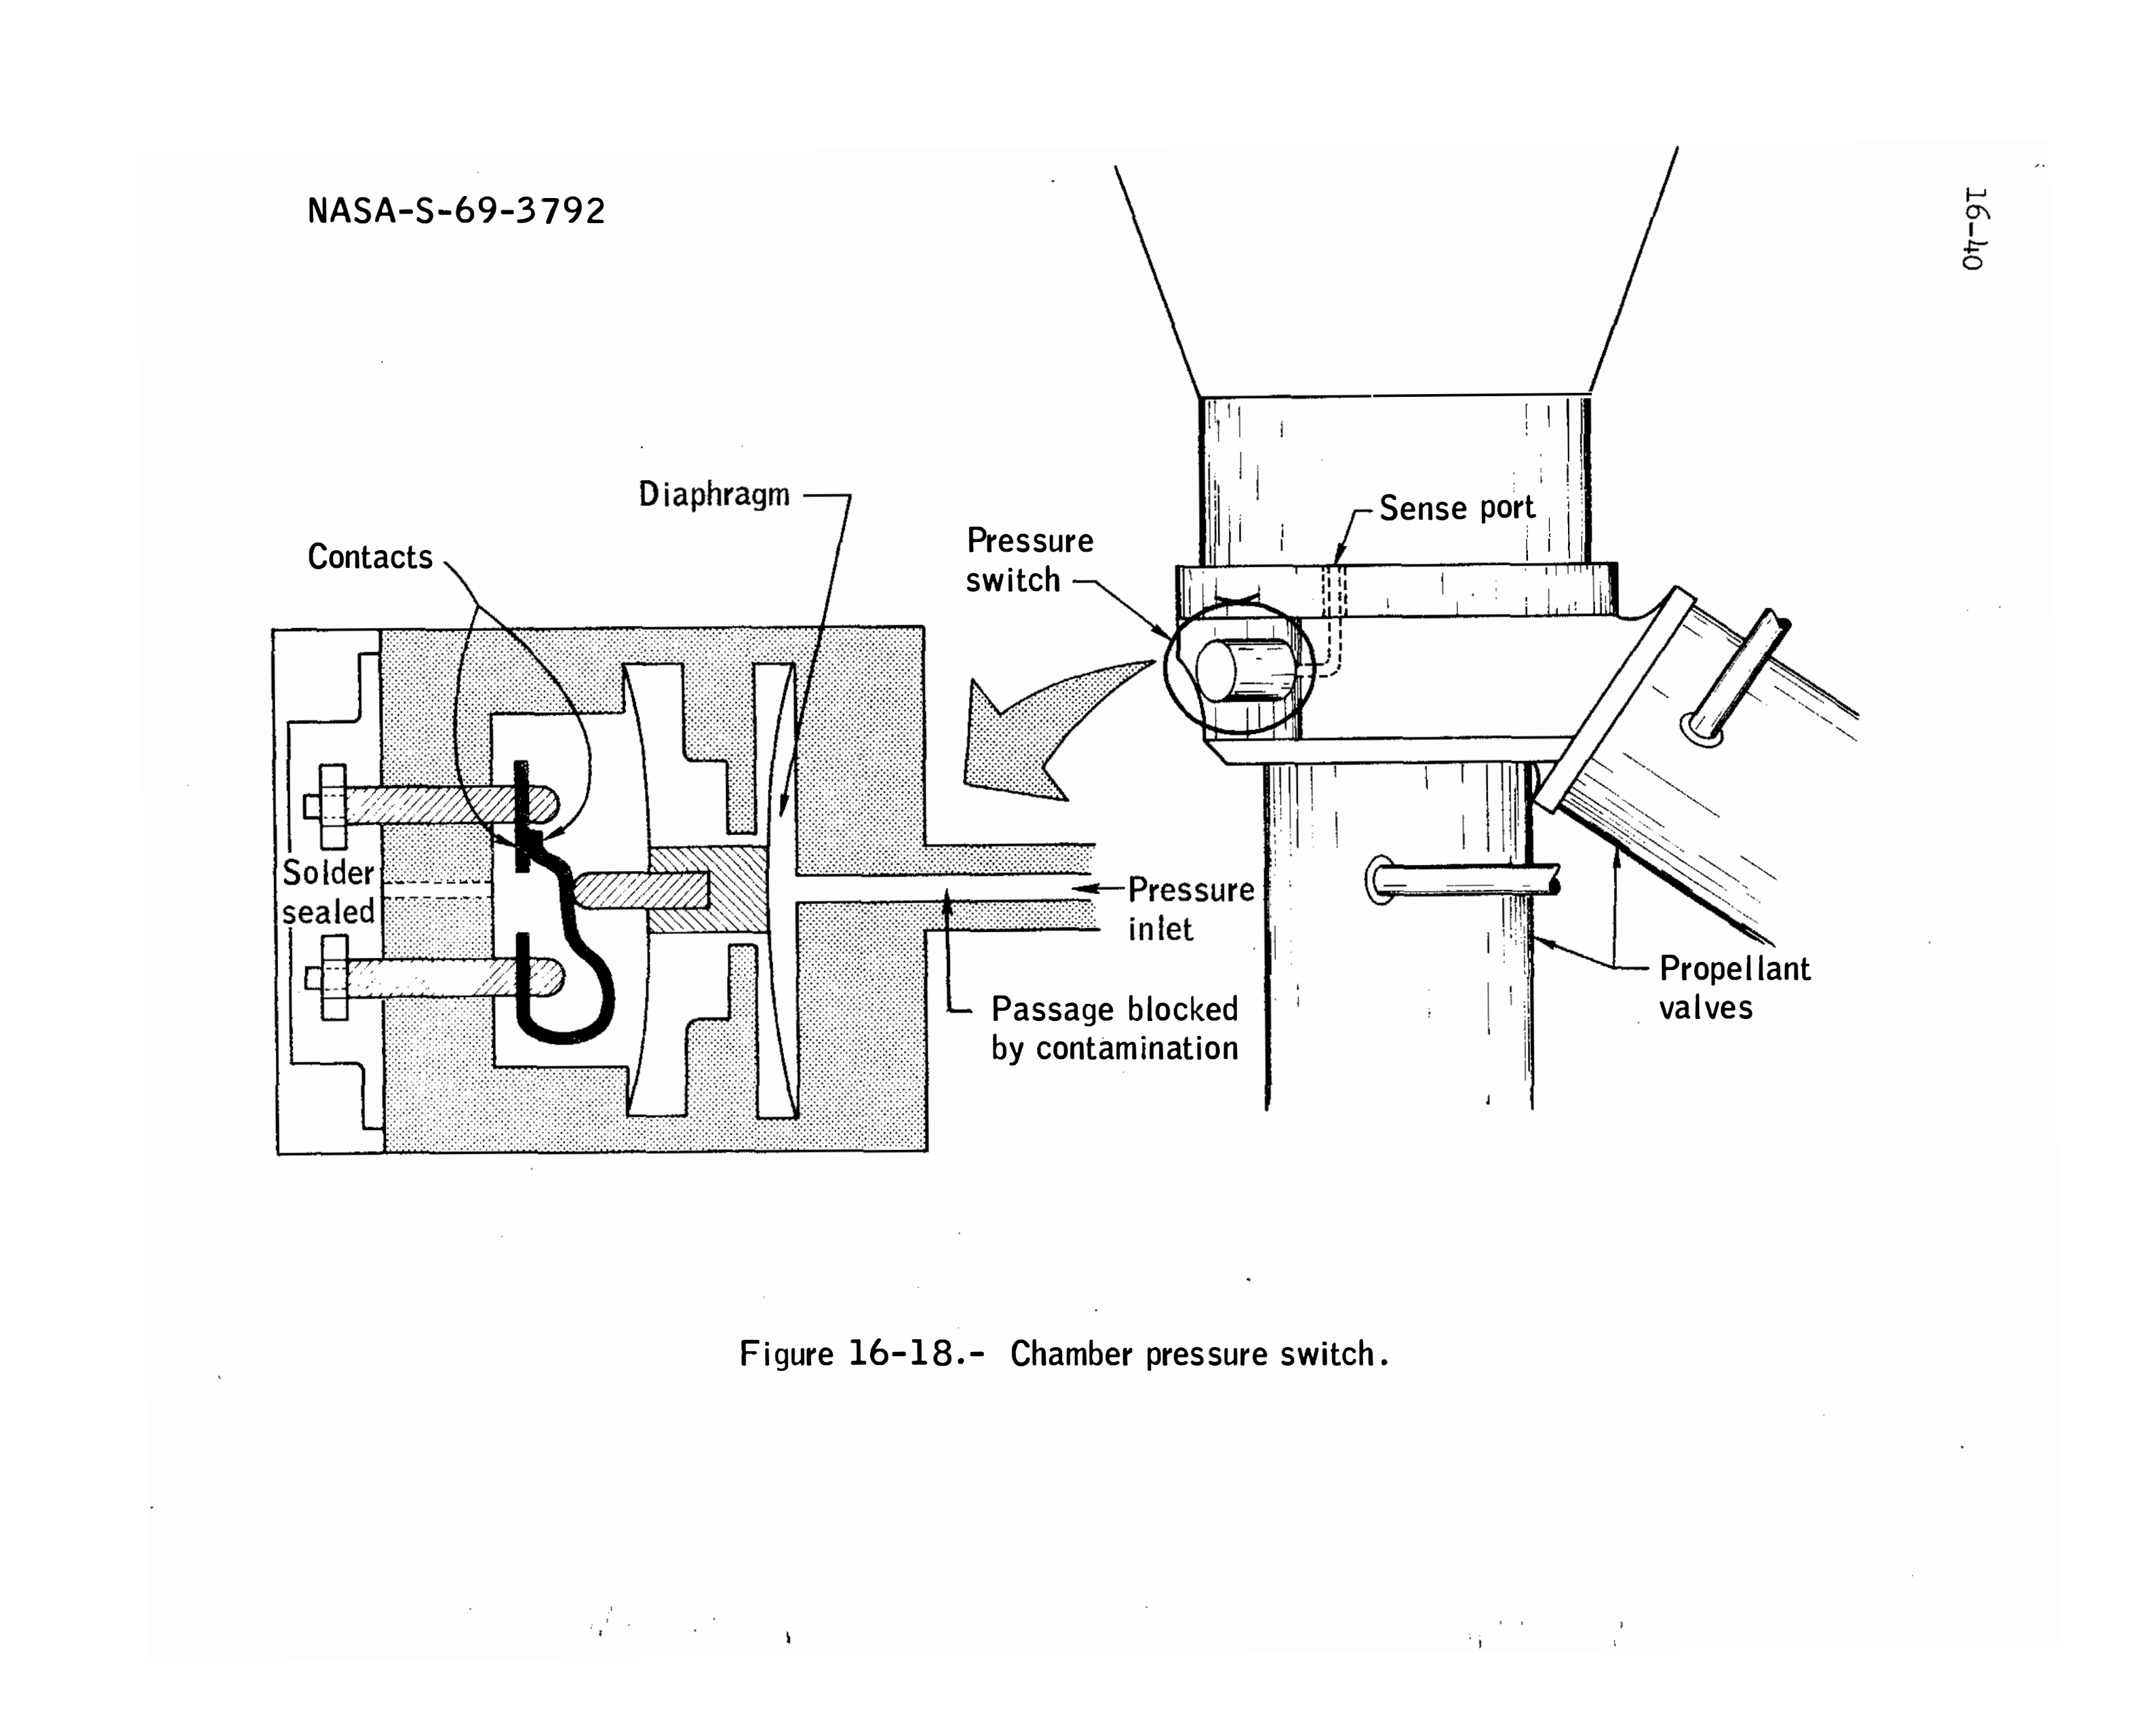 NASA-S-69-3792
16-40
Diaphragm
Contacts
Solder
sealed
Pressure
switch
Sense port
Pressure
inlet
Passage blocked
by contamination
Propellant
valves
Figure 16-18.- Chamber pressure switch.